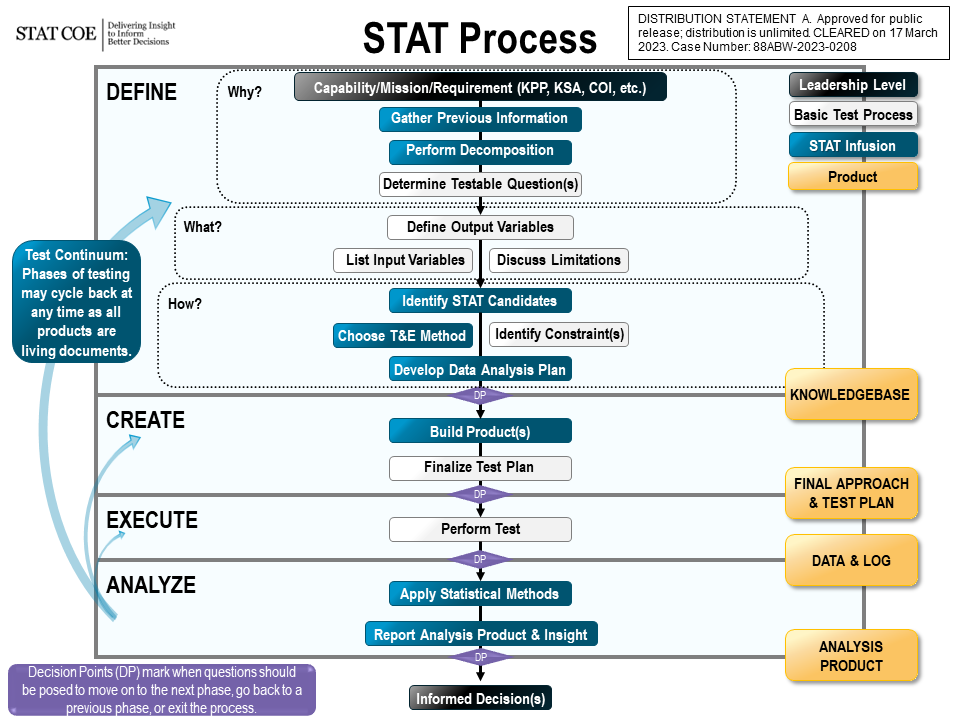 STAT COE
Delivering Insight
to Inform
Better Decisions
STAT Process
DISTRIBUTION STATEMENT A. Approved for public
release; distribution is unlimited. CLEARED on 17 March
2023. Case Number: 88ABW-2023-0208
DEFINE
Why?
Capability/Mission/Requirement (KPP, KSA, COI, etc.)
Gather Previous Information
Perform Decomposition
Determine Testable Question(s)
Leadership Level
Basic Test Process
STAT Infusion
Product
What?
Define Output Variables
List Input Variables
Discuss Limitations
Test Continuum:
Phases of testing
may cycle back at
any time as all
products are
living documents.
How?
Identify STAT Candidates
Choose T&E Method
Identify Constraint(s)
Develop Data Analysis Plan
DP
KNOWLEDGEBASE
CREATE
Build Product(s)
Finalize Test Plan
DP
FINAL APPROACH
& TEST PLAN
EXECUTE
Perform Test
DP
DATA & LOG
ANALYZE
Apply Statistical Methods
Report Analysis Product & Insight
DP
ANALYSIS
PRODUCT
Decision Points (DP) mark when questions should
be posed to move on to the next phase, go back to a
previous phase, or exit the process.
Informed Decision(s)